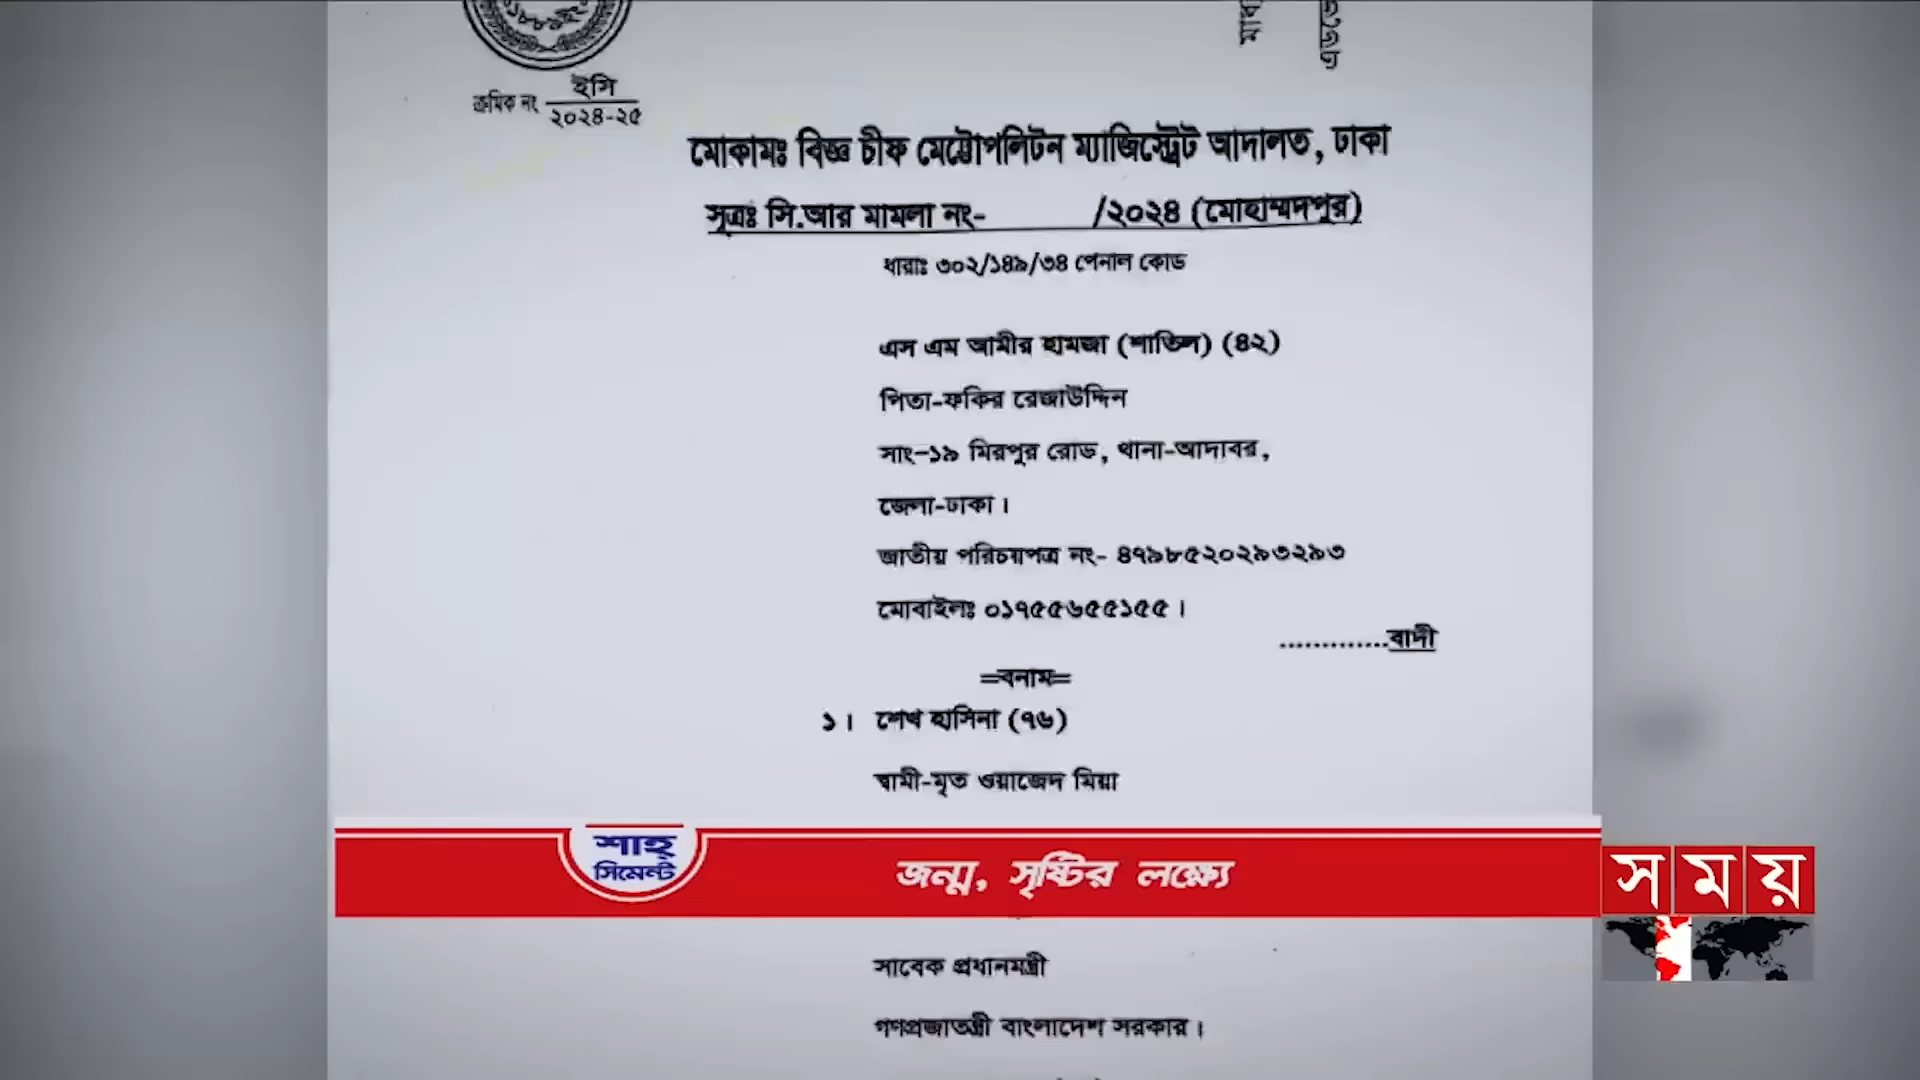 ক্রমিক নং ইসি
২০২৪-২৫
মোকামঃ বিজ্ঞ চীফ মেট্টোপলিটন ম্যাজিস্ট্রেট আদালত, ঢাকা
সূত্রঃ সি.আর মামলা নং- /২০২৪ (মোহাম্মদপুর)
ধারাঃ ৩০২/১৪৯/৩৪ পেনাল কোড
এস এম আমীর হামজা (শাতিল) (৪২)
পিতা-ফকির রেজাউদ্দিন
সাং-১৯ মিরপুর রোড, থানা-আদাবর,
জেলা-ঢাকা।
জাতীয় পরিচয়পত্র নং- ৪৭৯৮৫২০২৯৩২৯৩
মোবাইলঃ ০১৭৫৫৬৫৫১৫৫।
.............বাদী
=বনাম=
১। শেখ হাসিনা (৭৬)
স্বামী-মৃত ওয়াজেদ মিয়া
শাহ্
সিমেন্ট
জন্ম, সৃষ্টির লক্ষ্যে
সময়
সাবেক প্রধানমন্ত্রী
গণপ্রজাতন্ত্রী বাংলাদেশ সরকার।